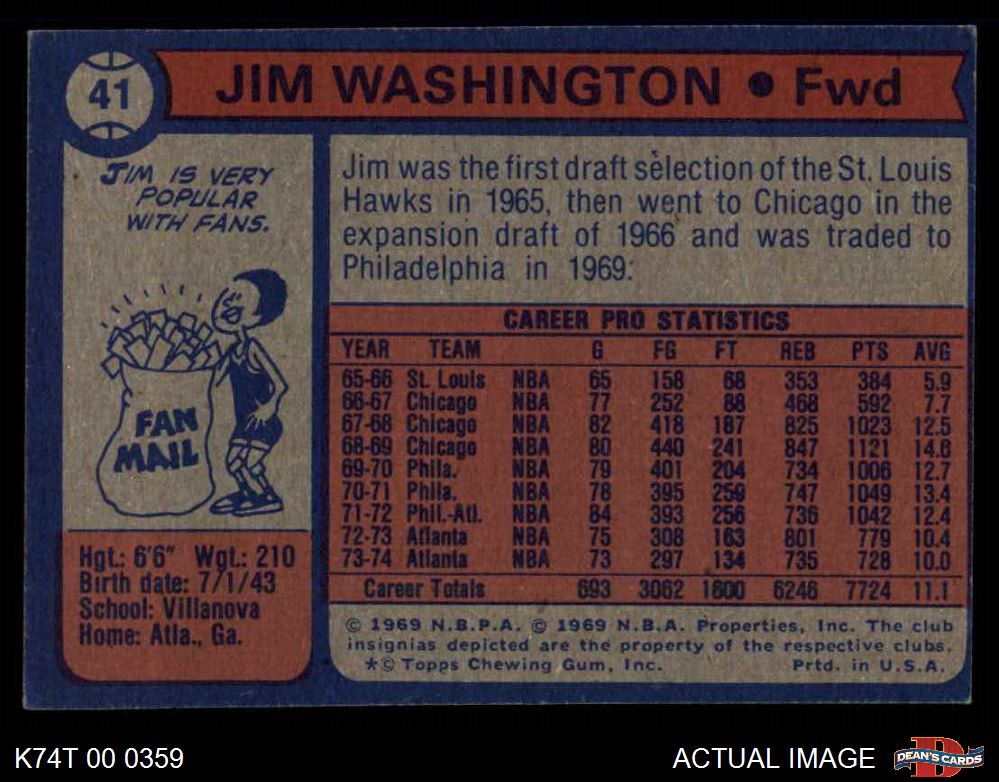 41
JIM WASHINGTON ● Fwd
JIM IS VERY
POPULAR
WITH FANS.
FAN
MAIL
Hgt.: 6'6" Wgt.: 210
Birth date: 7/1/43
School: Villanova
Home: Atla., Ga.
Jim was the first draft selection of the St. Louis
Hawks in 1965, then went to Chicago in the
expansion draft of 1966 and was traded to
Philadelphia in 1969.
CAREER PRO STATISTICS
YEAR TEAM G FG FT REB PTS AVG
65-66 St. Louis NBA 65 158 68 353 384 5.9
66-67 Chicago NBA 77 252 88 468 592 7.7
67-68 Chicago NBA 82 418 187 825 1023 12.5
68-69 Chicago NBA 80 440 241 847 1121 14.6
69-70 Phila. NBA 79 401 204 734 1006 12.7
70-71 Phila. NBA 78 395 259 747 1049 13.4
71-72 Phil.-Atl. NBA 84 393 256 736 1042 12.4
72-73 Atlanta NBA 75 308 163 801 779 10.4
73-74 Atlanta NBA 73 297 134 735 728 10.0
Career Totals 693 3062 1600 6246 7724 11.1
© 1969 N.B.P.A. © 1969 N.B.A. Properties, Inc. The club
insignias depicted are the property of the respective clubs.
*© Topps Chewing Gum, Inc. Prtd. in U.S.A.
K74T 00 0359
ACTUAL IMAGE
D
DEAN'S CARDS